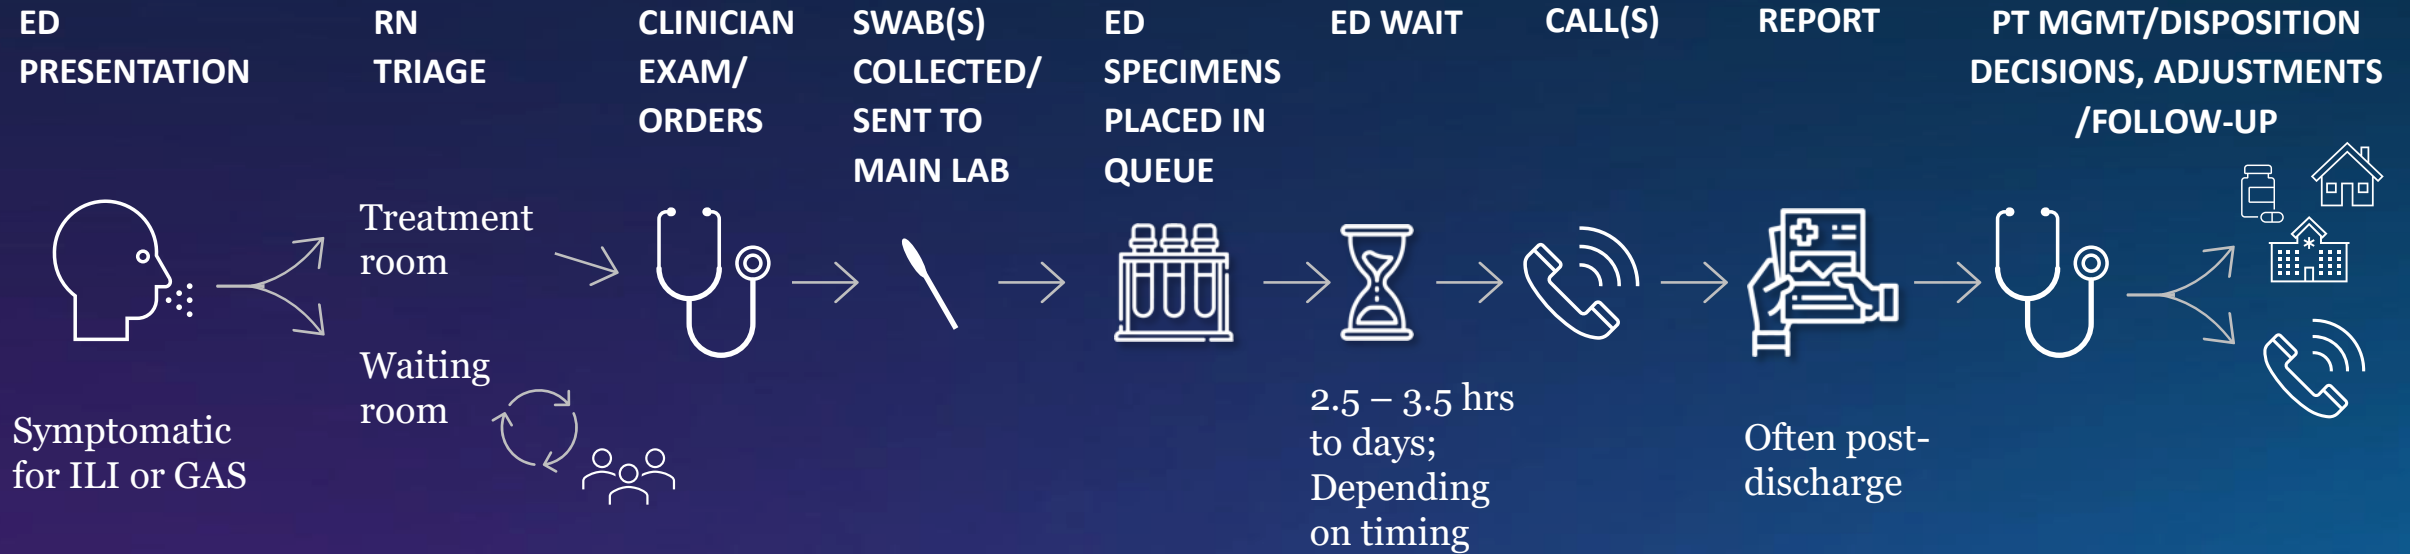 ED
PRESENTATION
RN
TRIAGE
CLINICIAN
EXAM/
ORDERS
SWAB(S)
COLLECTED/
SENT TO
MAIN LAB
ED
SPECIMENS
PLACED IN
QUEUE
ED WAIT
CALL(S)
REPORT
PT MGMT/DISPOSITION
DECISIONS, ADJUSTMENTS
/FOLLOW-UP
Symptomatic
for ILI or GAS
Treatment
room
Waiting
room
2.5 – 3.5 hrs
to days;
Depending
on timing
Often post-
discharge